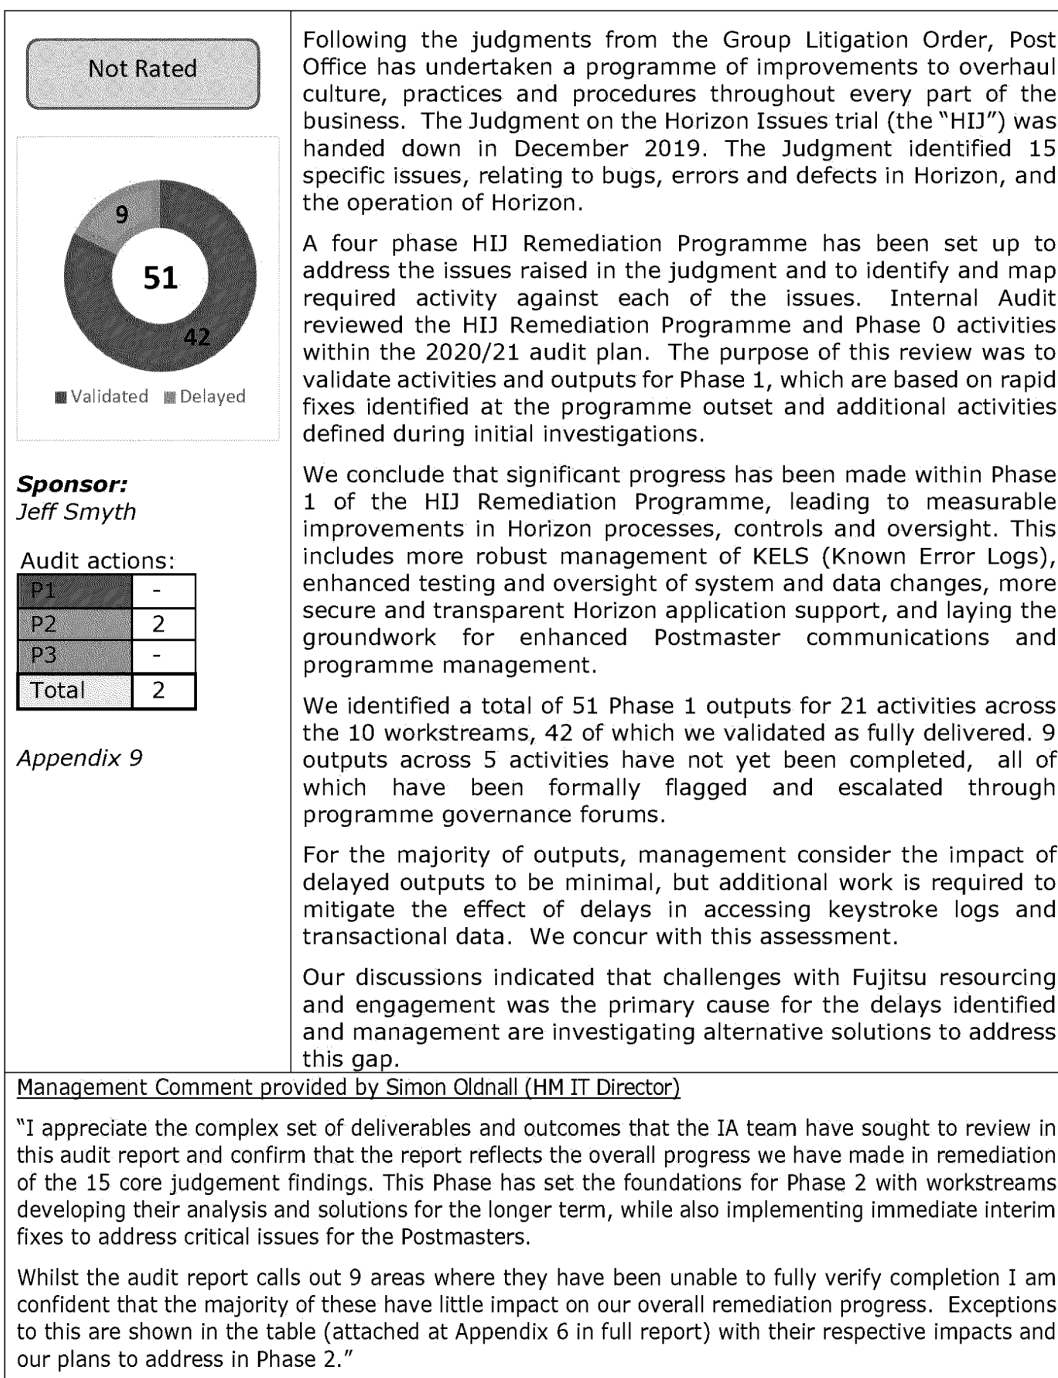 Not Rated
9
51
42
Validated Delayed
Sponsor:
Jeff Smyth
Audit actions:
P1 -
P2 2
P3 -
Total 2
Appendix 9
Following the judgments from the Group Litigation Order, Post
Office has undertaken a programme of improvements to overhaul
culture, practices and procedures throughout every part of the
business. The Judgment on the Horizon Issues trial (the “HIJ”) was
handed down in December 2019. The Judgment identified 15
specific issues, relating to bugs, errors and defects in Horizon, and
the operation of Horizon.
A four phase HIJ Remediation Programme has been set up to
address the issues raised in the judgment and to identify and map
required activity against each of the issues. Internal Audit
reviewed the HIJ Remediation Programme and Phase 0 activities
within the 2020/21 audit plan. The purpose of this review was to
validate activities and outputs for Phase 1, which are based on rapid
fixes identified at the programme outset and additional activities
defined during initial investigations.
We conclude that significant progress has been made within Phase
1 of the HIJ Remediation Programme, leading to measurable
improvements in Horizon processes, controls and oversight. This
includes more robust management of KELS (Known Error Logs),
enhanced testing and oversight of system and data changes, more
secure and transparent Horizon application support, and laying the
groundwork for enhanced Postmaster communications and
programme management.
We identified a total of 51 Phase 1 outputs for 21 activities across
the 10 workstreams, 42 of which we validated as fully delivered. 9
outputs across 5 activities have not yet been completed, all of
which have been formally flagged and escalated through
programme governance forums.
For the majority of outputs, management consider the impact of
delayed outputs to be minimal, but additional work is required to
mitigate the effect of delays in accessing keystroke logs and
transactional data. We concur with this assessment.
Our discussions indicated that challenges with Fujitsu resourcing
and engagement was the primary cause for the delays identified
and management are investigating alternative solutions to address
this gap.
Management Comment provided by Simon Oldnall (HM IT Director)
“I appreciate the complex set of deliverables and outcomes that the IA team have sought to review in
this audit report and confirm that the report reflects the overall progress we have made in remediation
of the 15 core judgement findings. This Phase has set the foundations for Phase 2 with workstreams
developing their analysis and solutions for the longer term, while also implementing immediate interim
fixes to address critical issues for the Postmasters.
Whilst the audit report calls out 9 areas where they have been unable to fully verify completion I am
confident that the majority of these have little impact on our overall remediation progress. Exceptions
to this are shown in the table (attached at Appendix 6 in full report) with their respective impacts and
our plans to address in Phase 2.”